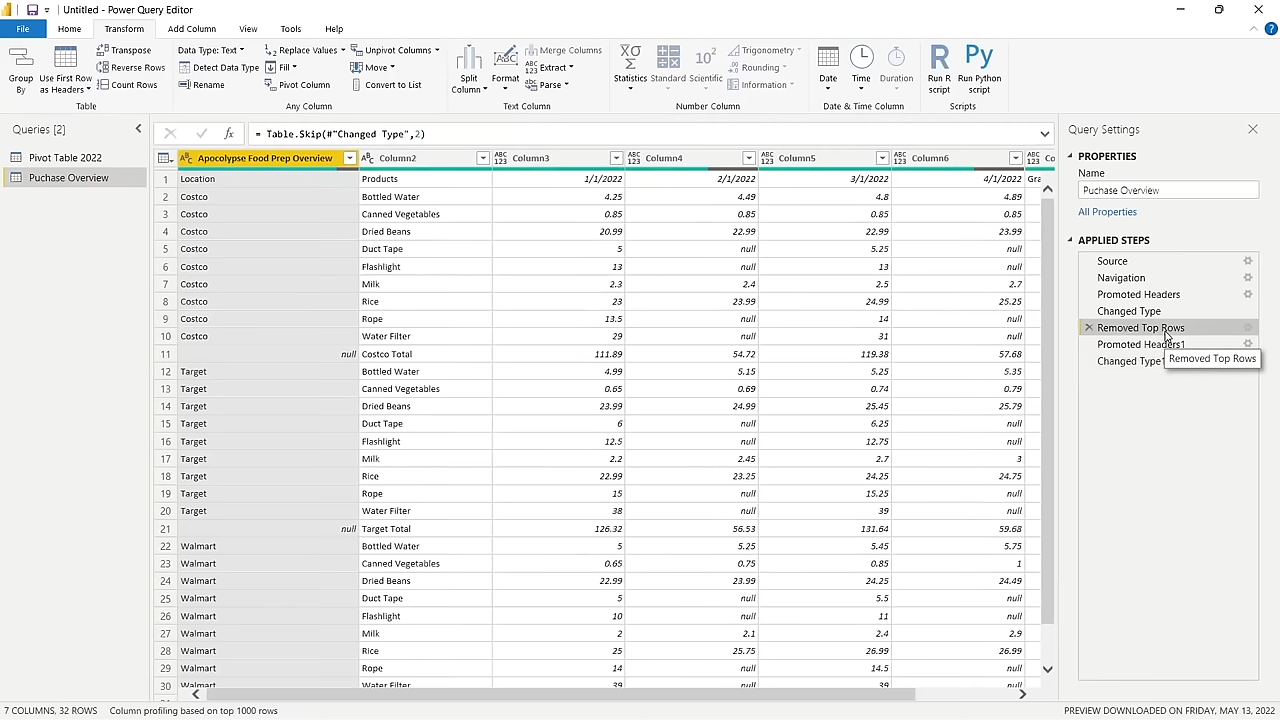 Untitled - Power Query Editor
File Home Transform Add Column View Tools Help
Group By
Use First Row as Headers
Transpose
Reverse Rows
Count Rows
Table
Data Type: Text
Detect Data Type
Rename
Replace Values
Fill
Pivot Column
Unpivot Columns
Move
Convert to List
Any Column
Split Column
Format
Merge Columns
Extract
Parse
Text Column
Statistics
Standard
Scientific
Trigonometry
Rounding
Information
Number Column
Date
Time
Duration
Date & Time Column
Run R script
Run Python script
Scripts
Queries [2]
Pivot Table 2022
Puchase Overview
= Table.Skip(#"Changed Type",2)
Apocolypse Food Prep Overview Column2 Column3 Column4 Column5 Column6 Co
1 Location Products 1/1/2022 2/1/2022 3/1/2022 4/1/2022 Gra
2 Costco Bottled Water 4.25 4.49 4.8 4.89
3 Costco Canned Vegetables 0.85 0.85 0.85 0.85
4 Costco Dried Beans 20.99 22.99 22.99 23.99
5 Costco Duct Tape 5 null 5.25 null
6 Costco Flashlight 13 null 13 null
7 Costco Milk 2.3 2.4 2.5 2.7
8 Costco Rice 23 23.99 24.99 25.25
9 Costco Rope 13.5 null 14 null
10 Costco Water Filter 29 null 31 null
11 null Costco Total 111.89 54.72 119.38 57.68
12 Target Bottled Water 4.99 5.15 5.25 5.35
13 Target Canned Vegetables 0.65 0.69 0.74 0.79
14 Target Dried Beans 23.99 24.99 25.45 25.79
15 Target Duct Tape 6 null 6.25 null
16 Target Flashlight 12.5 null 12.75 null
17 Target Milk 2.2 2.45 2.7 3
18 Target Rice 22.99 23.25 24.25 24.75
19 Target Rope 15 null 15.25 null
20 Target Water Filter 38 null 39 null
21 null Target Total 126.32 56.53 131.64 59.68
22 Walmart Bottled Water 5 5.25 5.45 5.75
23 Walmart Canned Vegetables 0.65 0.75 0.85 1
24 Walmart Dried Beans 22.99 23.99 24.25 24.49
25 Walmart Duct Tape 5 null 5.5 null
26 Walmart Flashlight 10 null 11 null
27 Walmart Milk 2 2.1 2.4 2.9
28 Walmart Rice 25 25.75 26.99 26.99
29 Walmart Rope 14 null 14.5 null
30 Walmart Water Filter 39 null 39 null
Query Settings
PROPERTIES
Name
Puchase Overview
All Properties
APPLIED STEPS
Source
Navigation
Promoted Headers
Changed Type
Removed Top Rows
Promoted Headers1
Changed Type1
Removed Top Rows
7 COLUMNS, 32 ROWS Column profiling based on top 1000 rows
PREVIEW DOWNLOADED ON FRIDAY, MAY 13, 2022